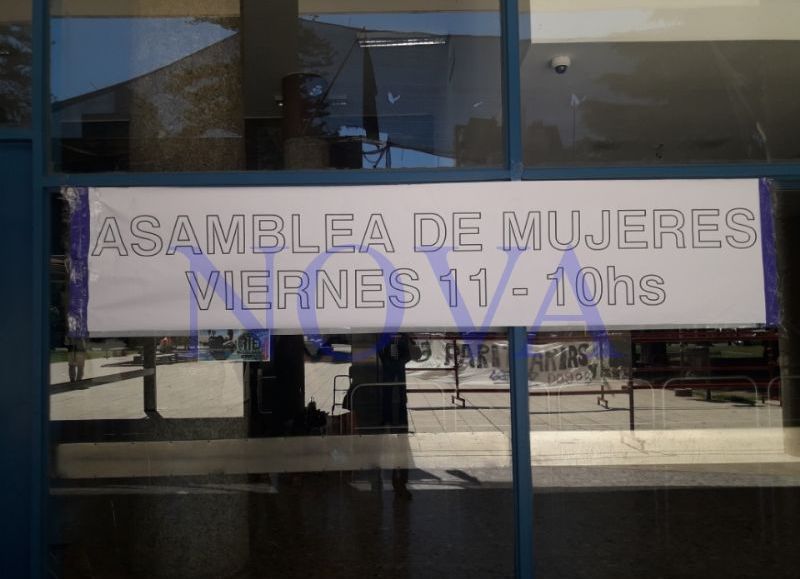 ASAMBLEA DE MUJERES
VIERNES 11 - 10hs
NOVA